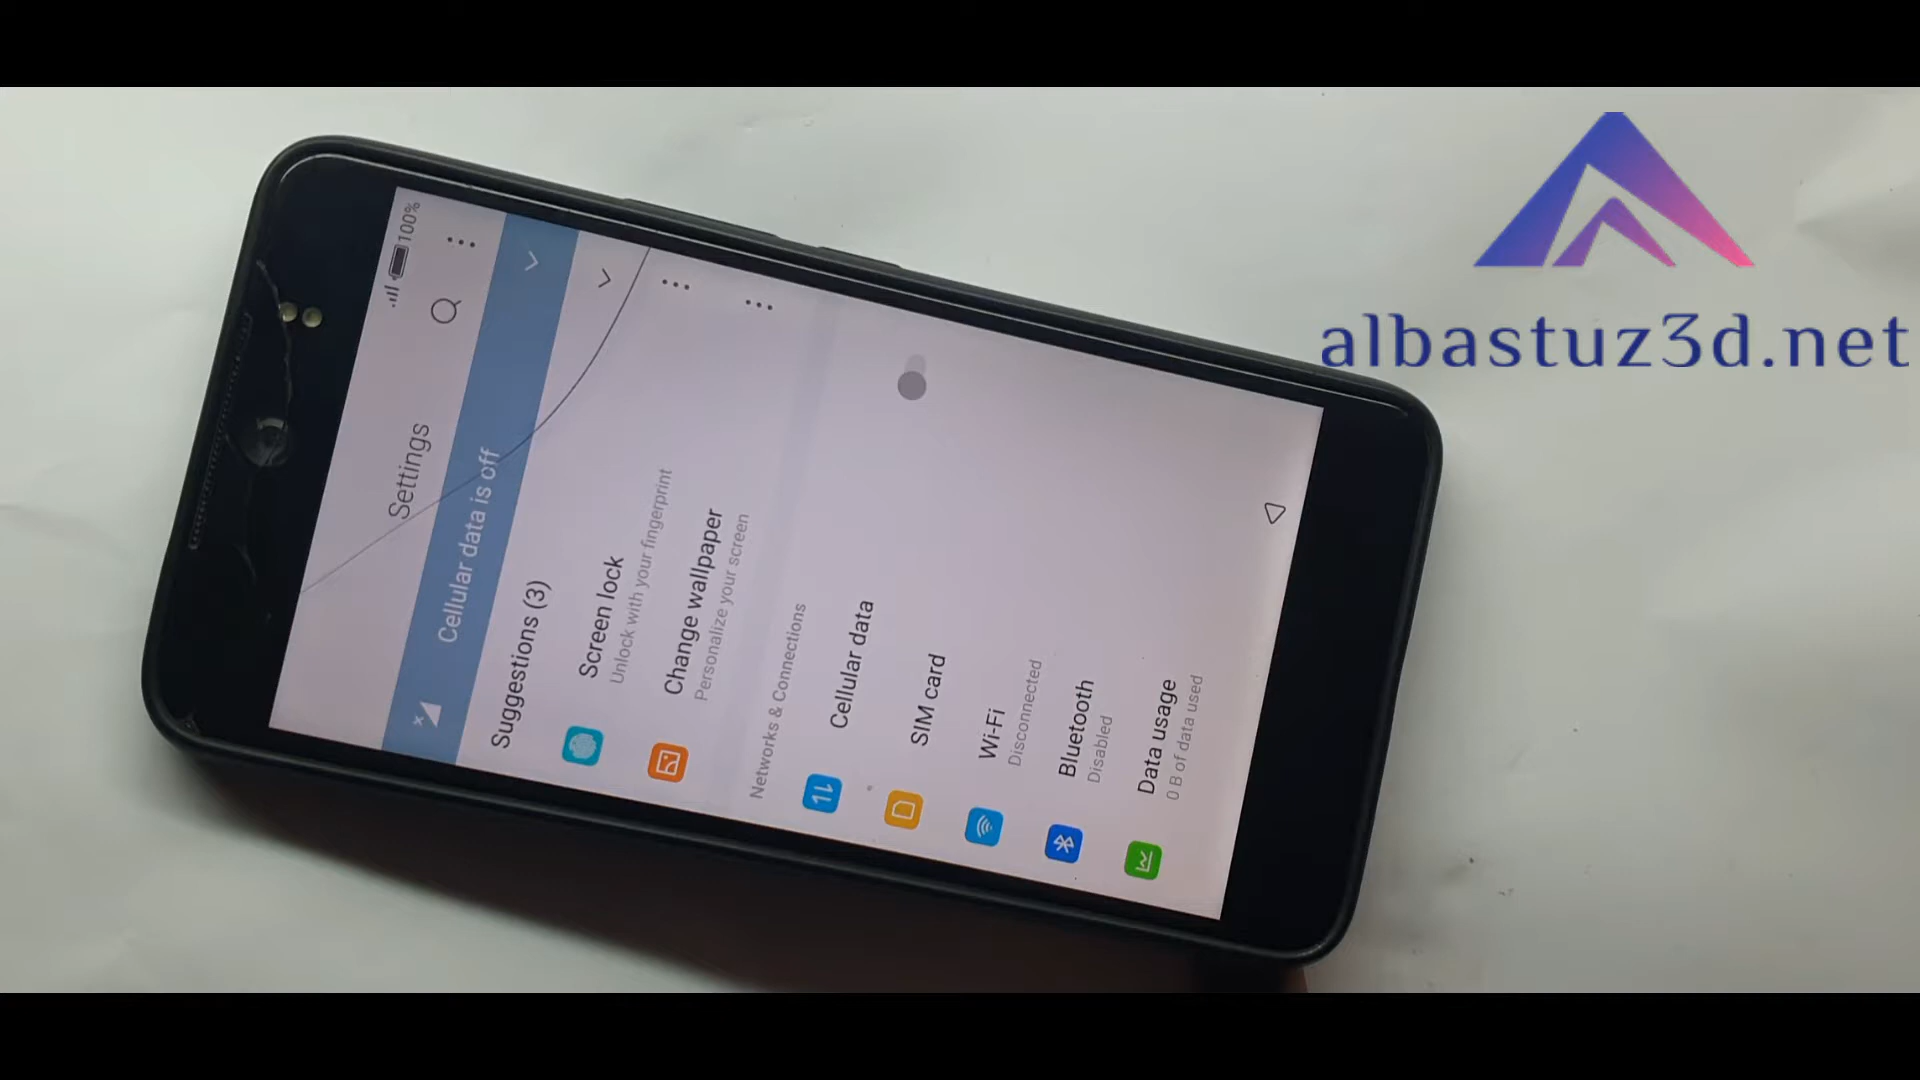 100%
Settings
Cellular data is off
Suggestions (3)
Screen lock
Unlock with your fingerprint
Change wallpaper
Personalize your screen
Networks & Connections
Cellular data
SIM card
Wi-Fi
Disconnected
Bluetooth
Disabled
Data usage
0 B of data used
albastuz3d.net